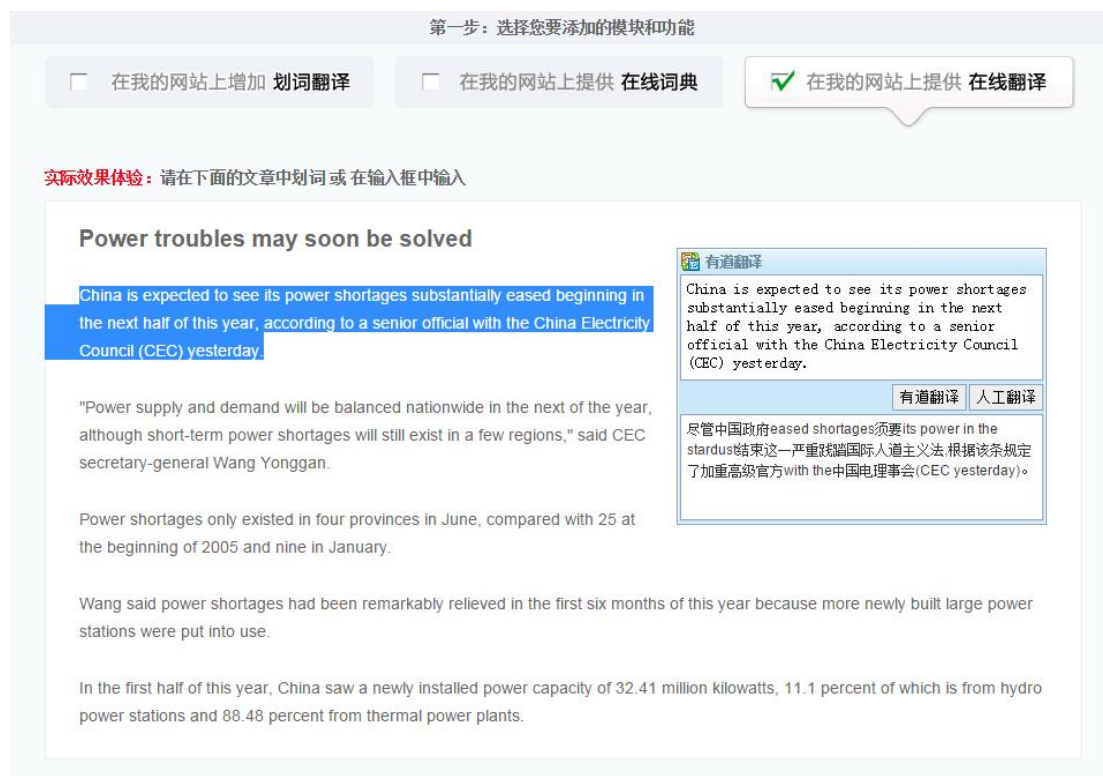 第一步：选择您要添加的模块和功能
在我的网站上增加 划词翻译
在我的网站上提供 在线词典
在我的网站上提供 在线翻译
实际效果体验：请在下面的文章中划词 或 在输入框中输入
Power troubles may soon be solved
China is expected to see its power shortages substantially eased beginning in
the next half of this year, according to a senior official with the China Electricity
Council (CEC) yesterday.
"Power supply and demand will be balanced nationwide in the next of the year,
although short-term power shortages will still exist in a few regions," said CEC
secretary-general Wang Yonggan.
Power shortages only existed in four provinces in June, compared with 25 at
the beginning of 2005 and nine in January.
Wang said power shortages had been remarkably relieved in the first six months of this year because more newly built large power
stations were put into use.
In the first half of this year, China saw a newly installed power capacity of 32.41 million kilowatts, 11.1 percent of which is from hydro
power stations and 88.48 percent from thermal power plants.
有道翻译
China is expected to see its power shortages
substantially eased beginning in the next
half of this year, according to a senior
official with the China Electricity Council
(CEC) yesterday.
有道翻译
人工翻译
尽管中国政府eased shortages须要its power in the
stardust结束这一严重践踏国际人道主义法,根据该条规定
了加重高级官方with the中国电理事会(CEC yesterday)。